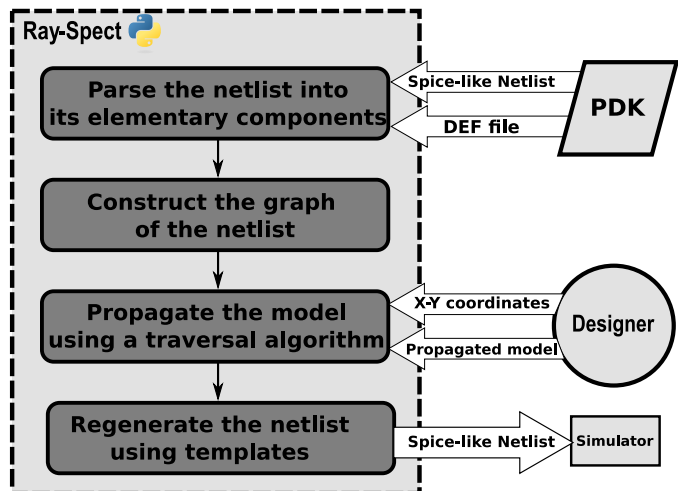 Ray-Spect
Parse the netlist into
its elementary components
Spice-like Netlist
DEF file
PDK
Construct the graph
of the netlist
Propagate the model
using a traversal algorithm
X-Y coordinates
Propagated model
Designer
Regenerate the netlist
using templates
Spice-like Netlist
Simulator